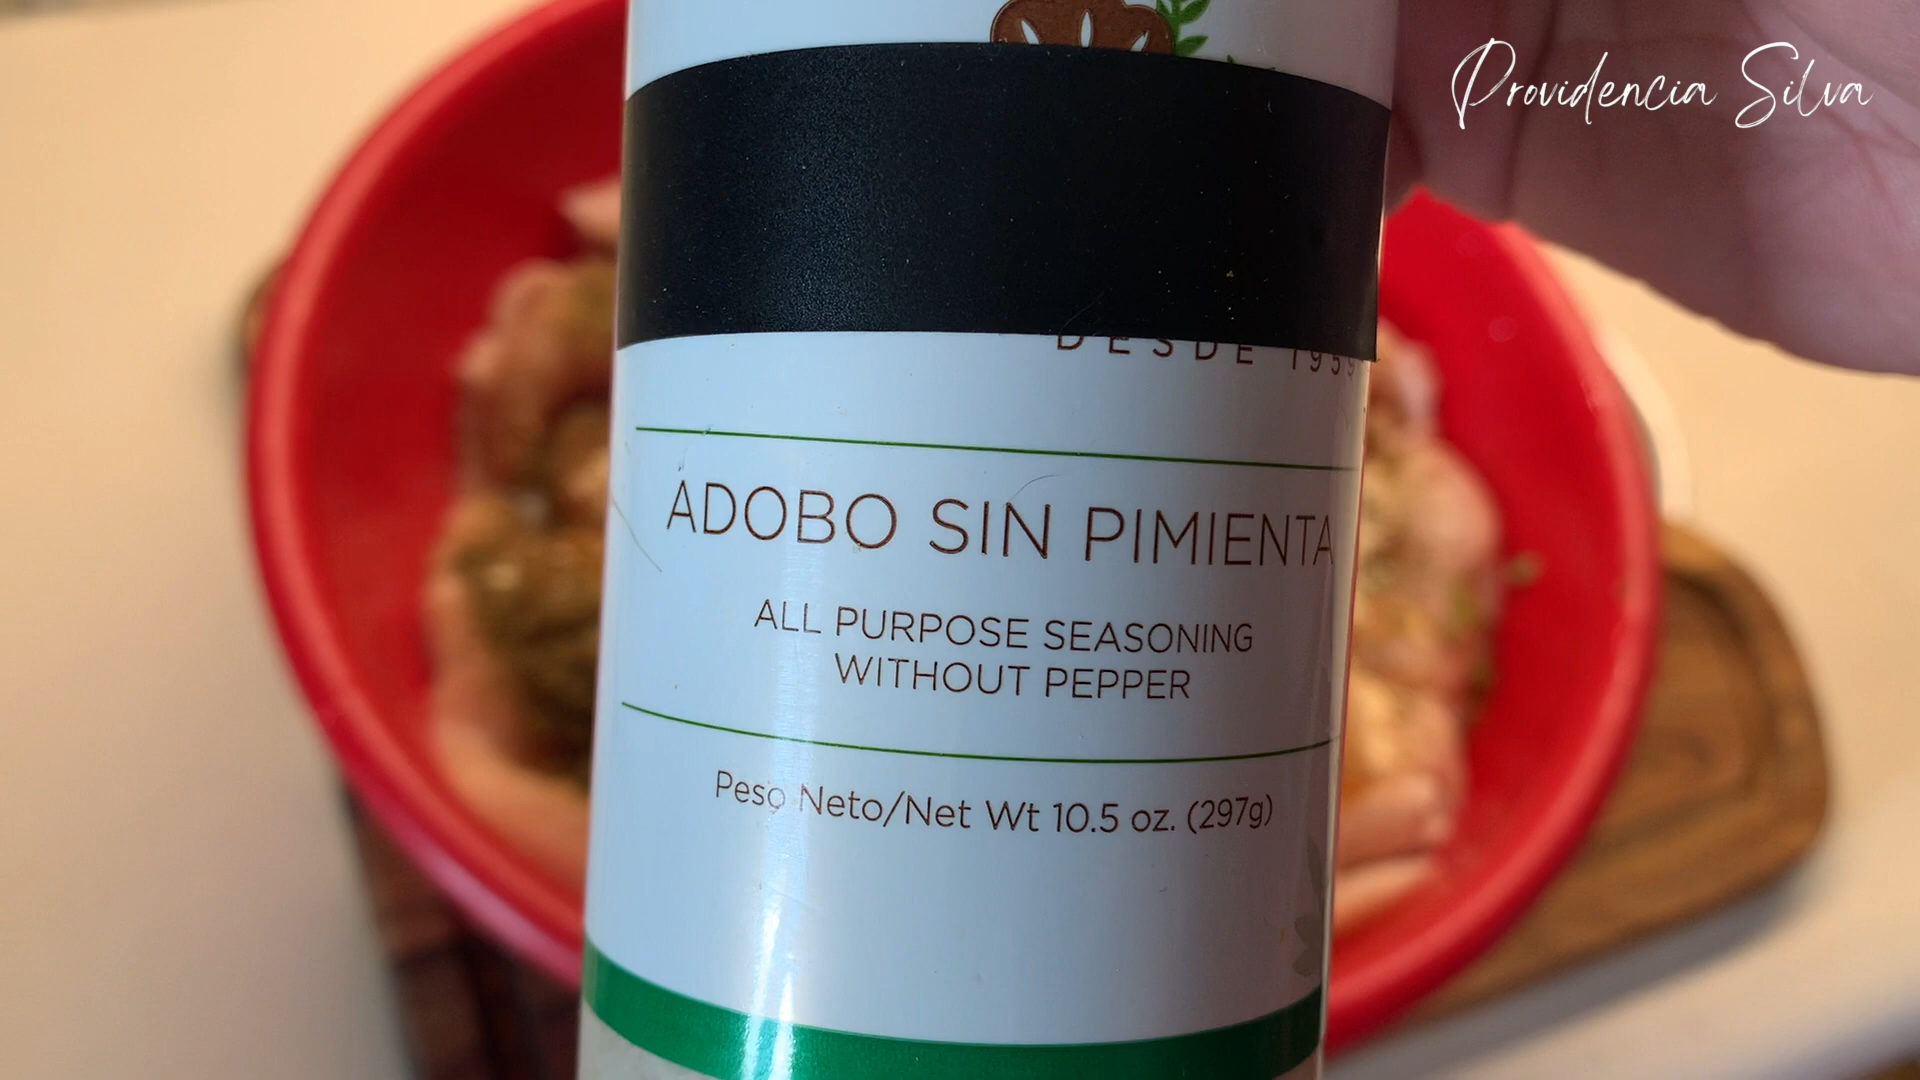 Providencia Silva
DESDE 1959
ADOBO SIN PIMIENTA
ALL PURPOSE SEASONING
WITHOUT PEPPER
Peso Neto/Net Wt 10.5 oz. (297g)